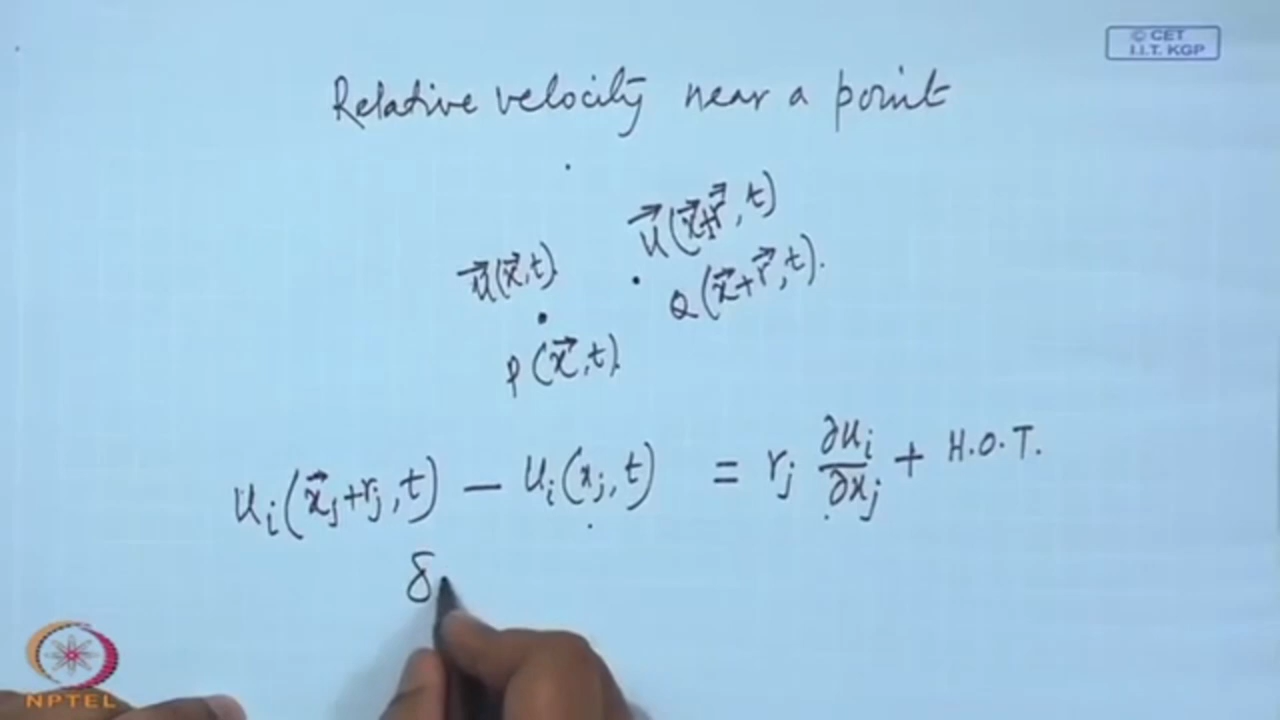 © CET
I.I.T. KGP
Relative velocity near a point
u⃗(x⃗+r⃗, t)
u⃗(x⃗,t)
Q(x⃗+r⃗,t).
P(x⃗,t)
u_i(x⃗_j+r_j,t) − u_i(x_j,t) = r_j ∂u_i/∂x_j + H.O.T.
δ
NPTEL